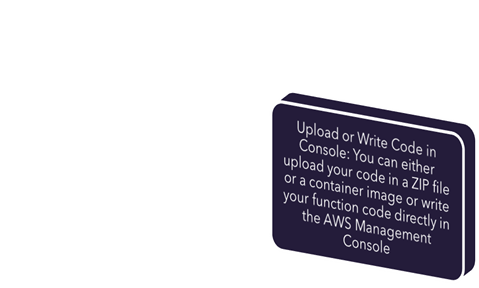 Upload or Write Code in
Console: You can either
upload your code in a ZIP file
or a container image or write
your function code directly in
the AWS Management
Console